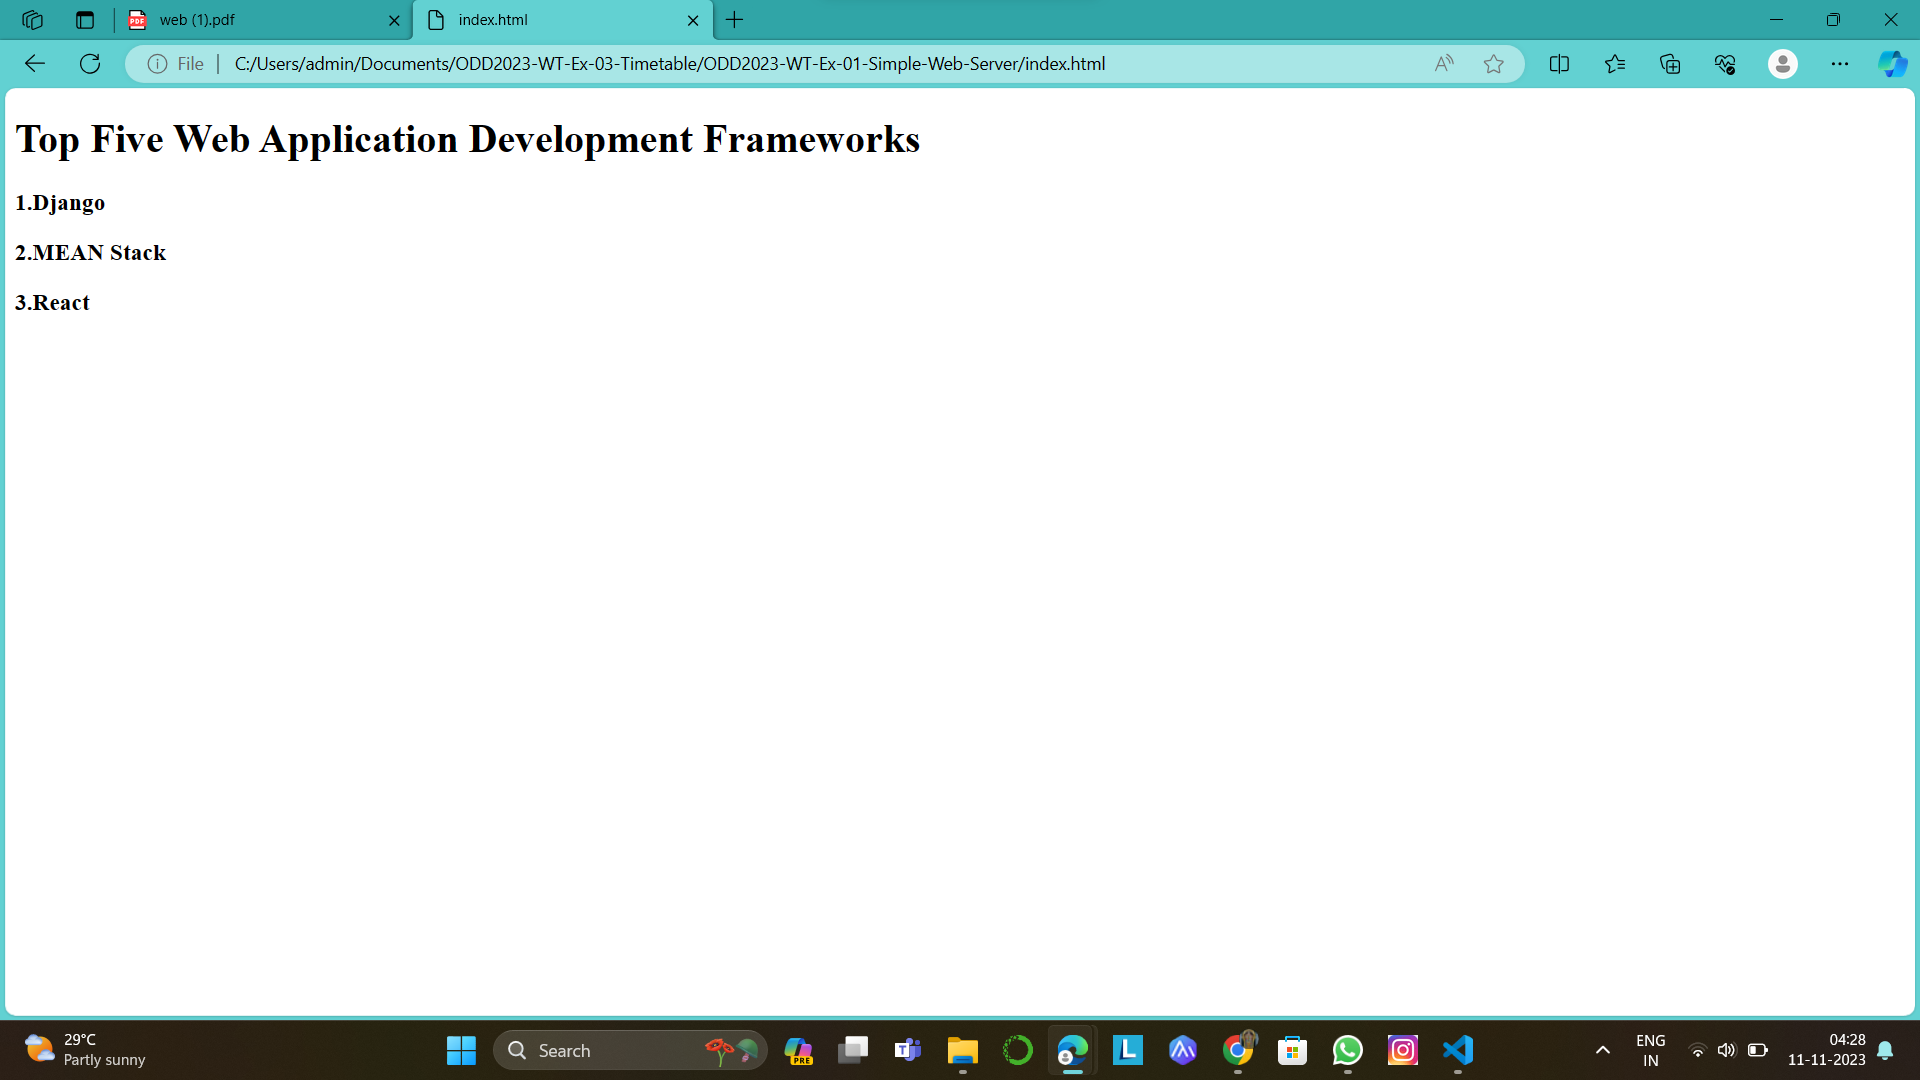 web (1).pdf
index.html
File
C:/Users/admin/Documents/ODD2023-WT-Ex-03-Timetable/ODD2023-WT-Ex-01-Simple-Web-Server/index.html
Top Five Web Application Development Frameworks
1.Django
2.MEAN Stack
3.React
29°C
Partly sunny
Search
PRE
ENG
IN
04:28
11-11-2023